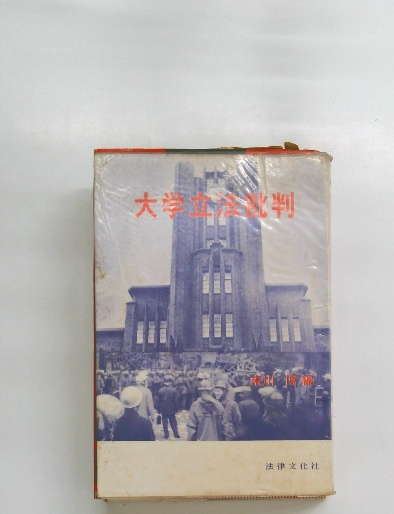 大学立法批判
末川 博 編
法律文化社